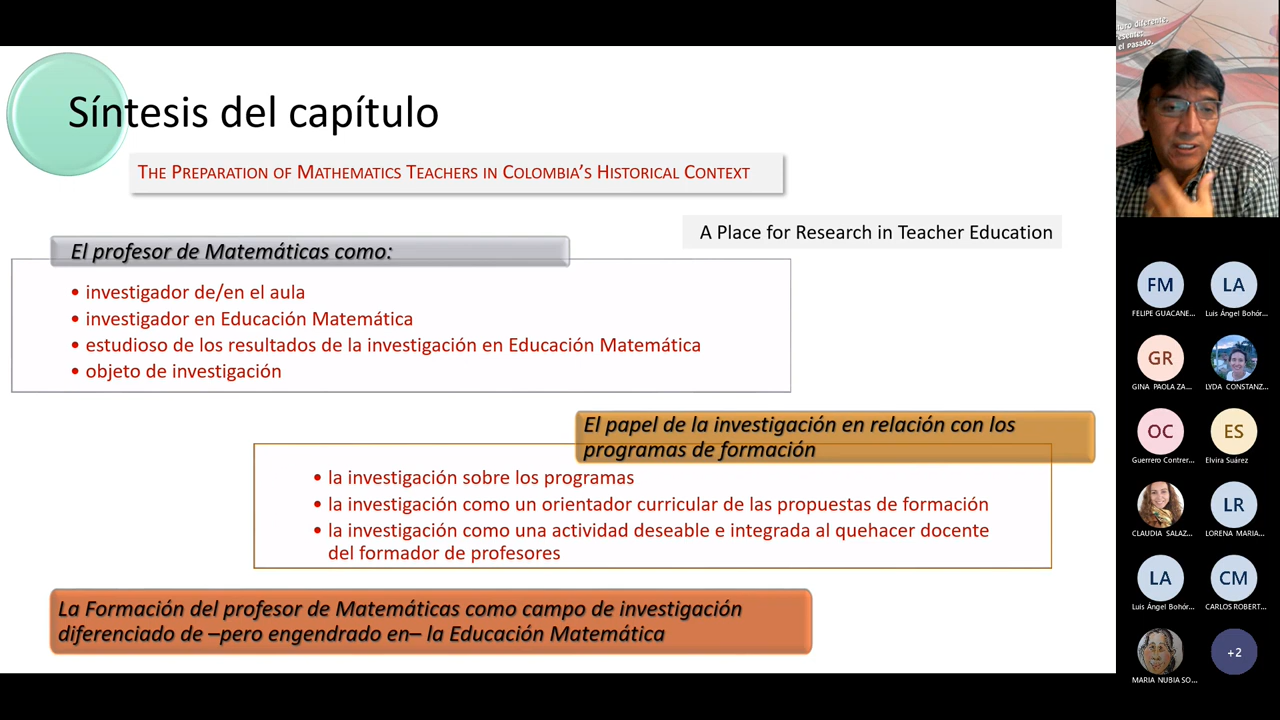 Síntesis del capítulo
THE PREPARATION OF MATHEMATICS TEACHERS IN COLOMBIA'S HISTORICAL CONTEXT
A Place for Research in Teacher Education
El profesor de Matemáticas como:
• investigador de/en el aula
• investigador en Educación Matemática
• estudioso de los resultados de la investigación en Educación Matemática
• objeto de investigación
El papel de la investigación en relación con los
programas de formación
• la investigación sobre los programas
• la investigación como un orientador curricular de las propuestas de formación
• la investigación como una actividad deseable e integrada al quehacer docente
del formador de profesores
La Formación del profesor de Matemáticas como campo de investigación
diferenciado de –pero engendrado en– la Educación Matemática
diferente.
el Pasado.
FM
LA
FELIPE GUACANE...
Luis Ángel Bohór...
GR
GINA PAOLA ZA...
LYDA CONSTANZ...
OC
ES
Guerrero Contrer...
Elvira Suárez
LR
CLAUDIA SALAZ...
LORENA MARIA...
LA
CM
Luis Ángel Bohór...
CARLOS ROBERT...
+2
MARIA NUBIA SO...